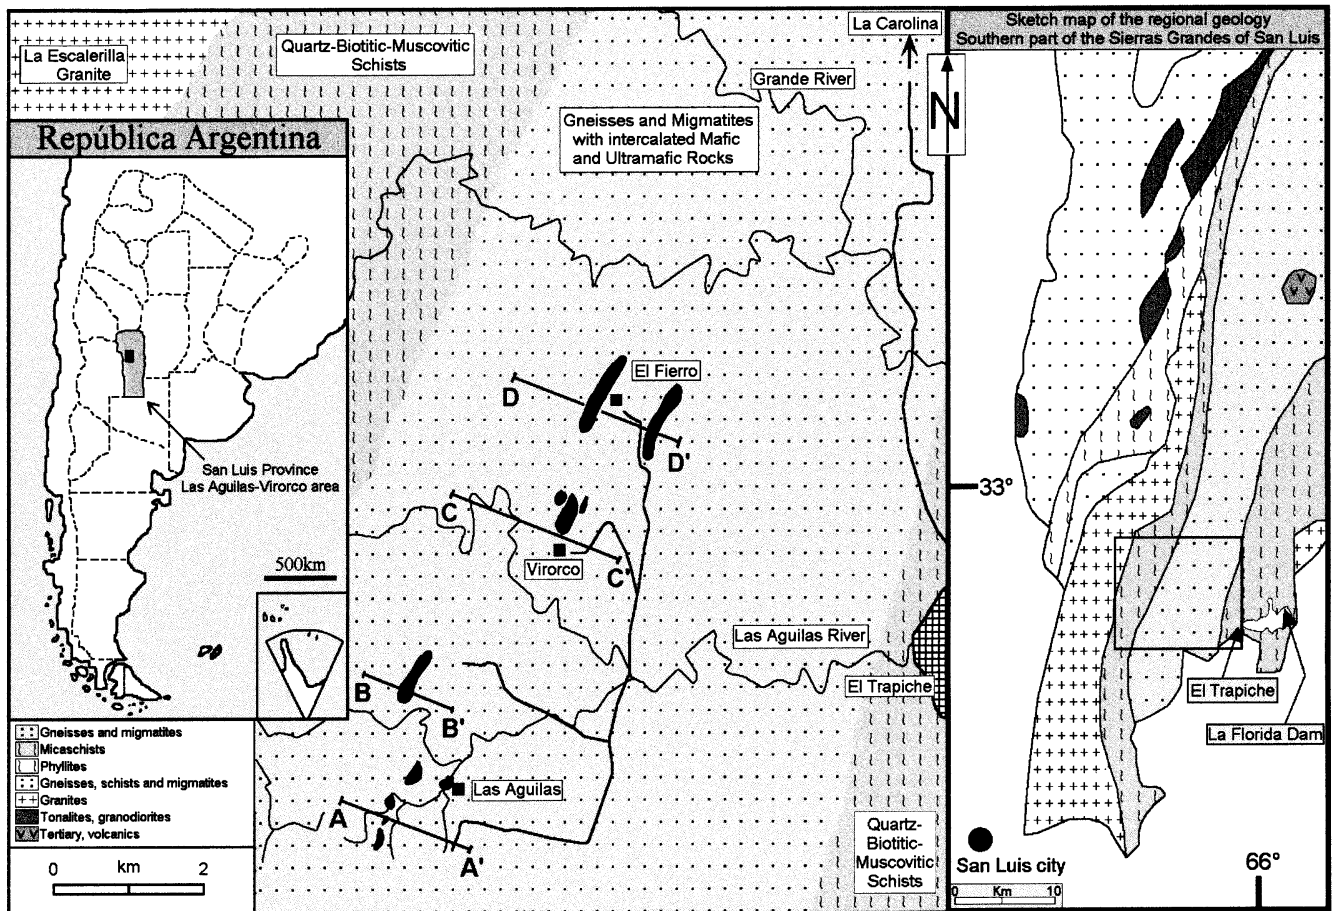 La Escalerilla
Granite
Quartz-Biotitic-Muscovitic
Schists
La Carolina
Grande River
Gneisses and Migmatites
with intercalated Mafic
and Ultramafic Rocks
N
República Argentina
San Luis Province
Las Aguilas-Virorco area
500km
El Fierro
D
D'
C
C'
Virorco
Las Aguilas River
El Trapiche
B
B'
Las Aguilas
A
A'
Quartz-
Biotitic-
Muscovitic
Schists
Gneisses and migmatites
Micaschists
Phyllites
Gneisses, schists and migmatites
Granites
Tonalites, granodiorites
Tertiary, volcanics
0 km 2
Sketch map of the regional geology
Southern part of the Sierras Grandes of San Luis
33°
El Trapiche
La Florida Dam
San Luis city
66°
0 Km 10